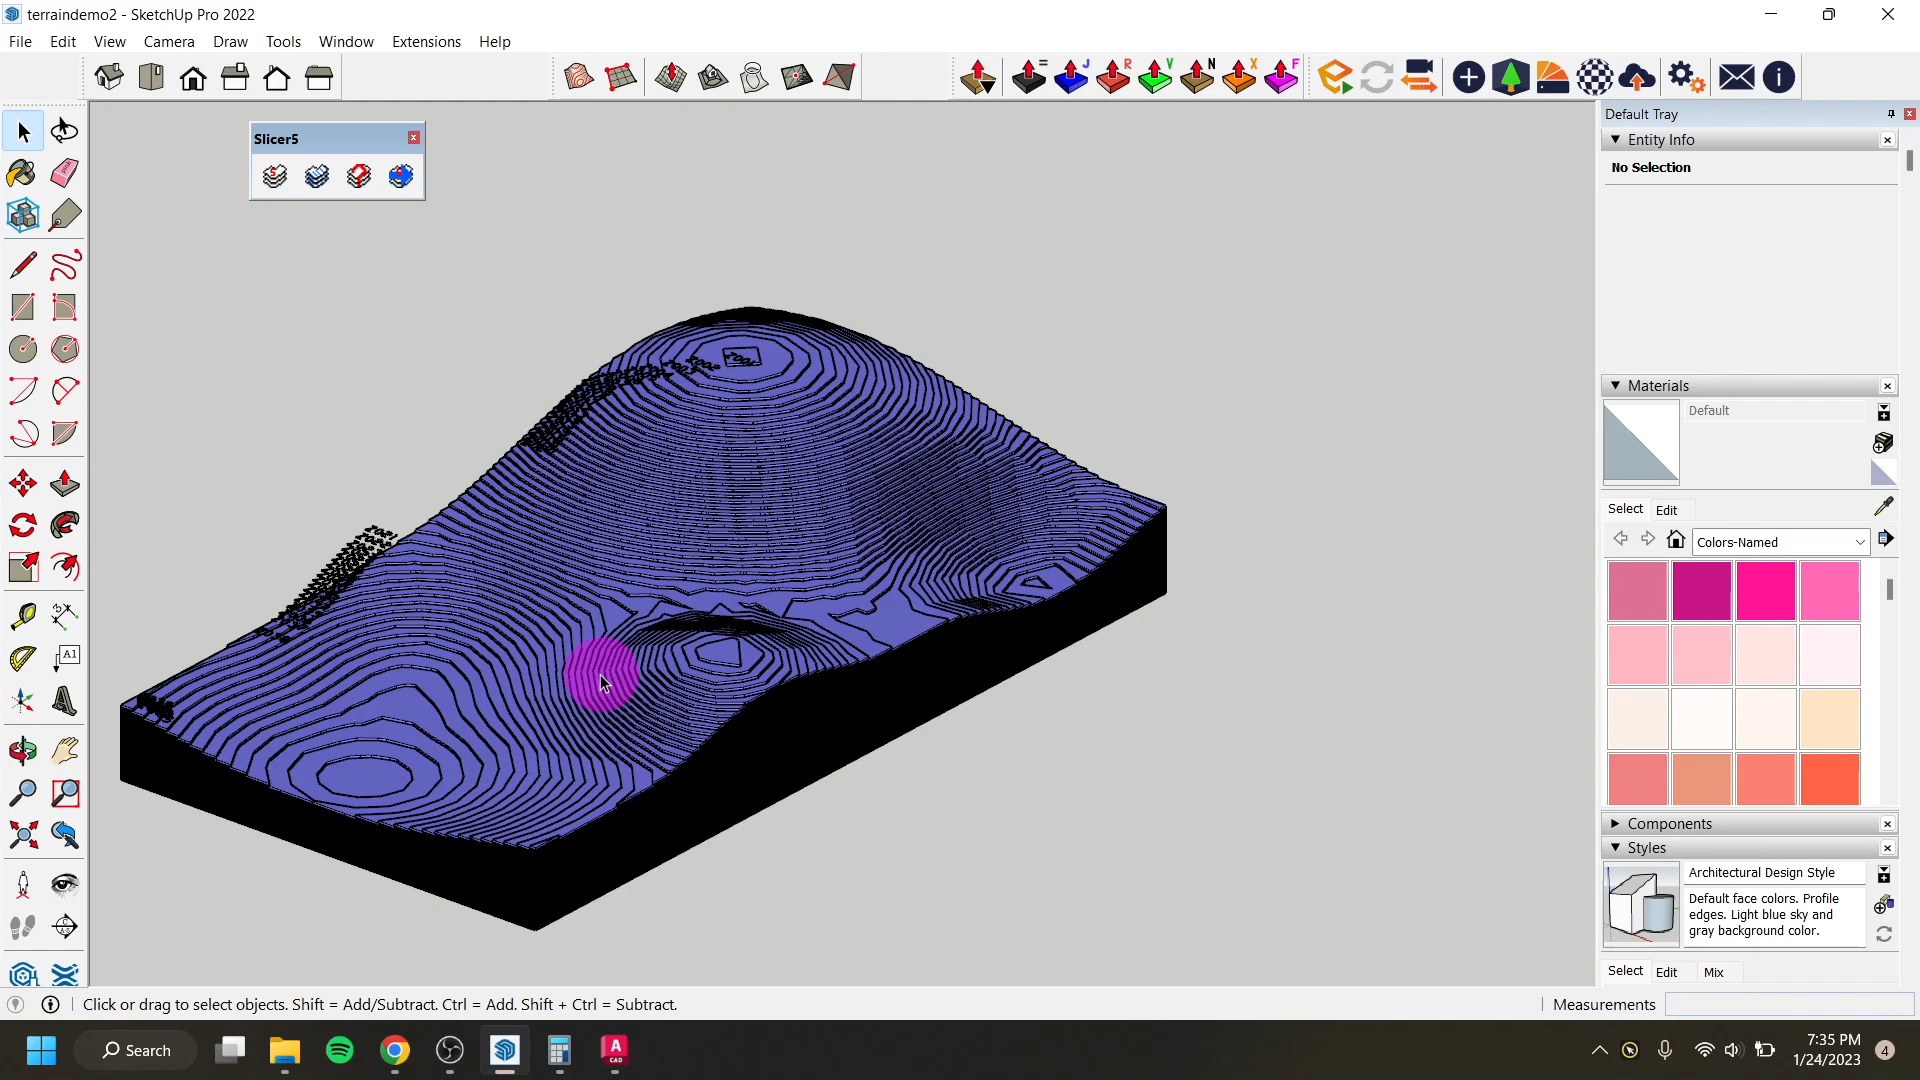 terraindemo2 - SketchUp Pro 2022
File Edit View Camera Draw Tools Window Extensions Help
= J R V N X F
Default Tray
Slicer5
Entity Info
No Selection
Materials
Default
Select Edit
Colors-Named
A1
Components
Styles
Architectural Design Style
Default face colors. Profile
edges. Light blue sky and
gray background color.
Select Edit Mix
Click or drag to select objects. Shift = Add/Subtract. Ctrl = Add. Shift + Ctrl = Subtract.
Measurements
Search
A
CAD
7:35 PM
1/24/2023
4